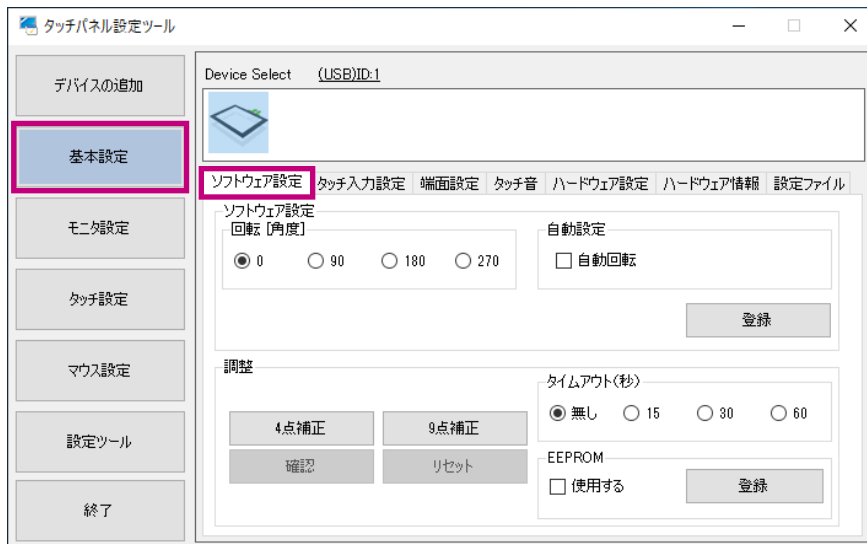 タッチパネル設定ツール
デバイスの追加
基本設定
モニタ設定
タッチ設定
マウス設定
設定ツール
終了
Device Select (USB)ID:1
ソフトウェア設定 タッチ入力設定 端面設定 タッチ音 ハードウェア設定 ハードウェア情報 設定ファイル
ソフトウェア設定
回転 [角度]
0 90 180 270
自動設定
自動回転
登録
調整
4点補正 9点補正
確認 リセット
タイムアウト(秒)
無し 15 30 60
EEPROM
使用する 登録